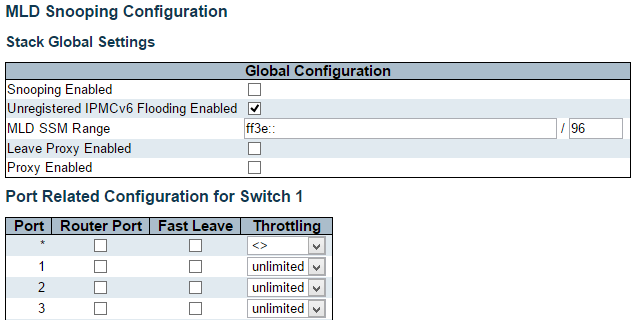 MLD Snooping Configuration
Stack Global Settings
Global Configuration
Snooping Enabled
Unregistered IPMCv6 Flooding Enabled
MLD SSM Range ff3e:: / 96
Leave Proxy Enabled
Proxy Enabled
Port Related Configuration for Switch 1
Port Router Port Fast Leave Throttling
* <>
1 unlimited
2 unlimited
3 unlimited